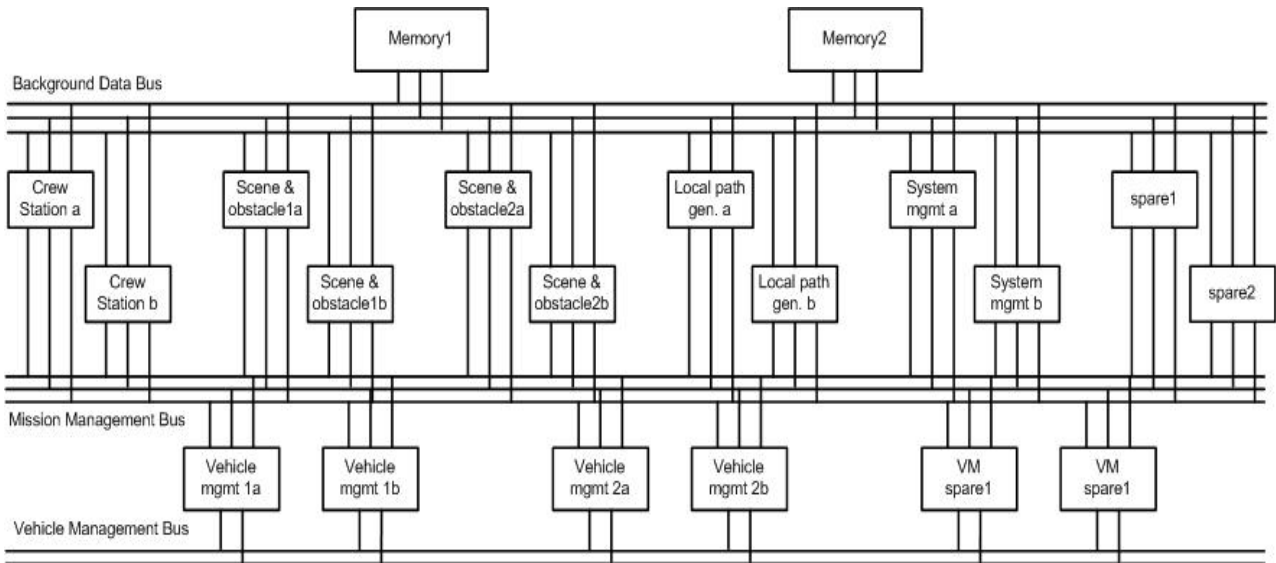 Memory1
Memory2
Background Data Bus
Crew
Station a
Scene &
obstacle1a
Scene &
obstacle2a
Local path
gen. a
System
mgmt a
spare1
Crew
Station b
Scene &
obstacle1b
Scene &
obstacle2b
Local path
gen. b
System
mgmt b
spare2
Mission Management Bus
Vehicle
mgmt 1a
Vehicle
mgmt 1b
Vehicle
mgmt 2a
Vehicle
mgmt 2b
VM
spare1
VM
spare1
Vehicle Management Bus